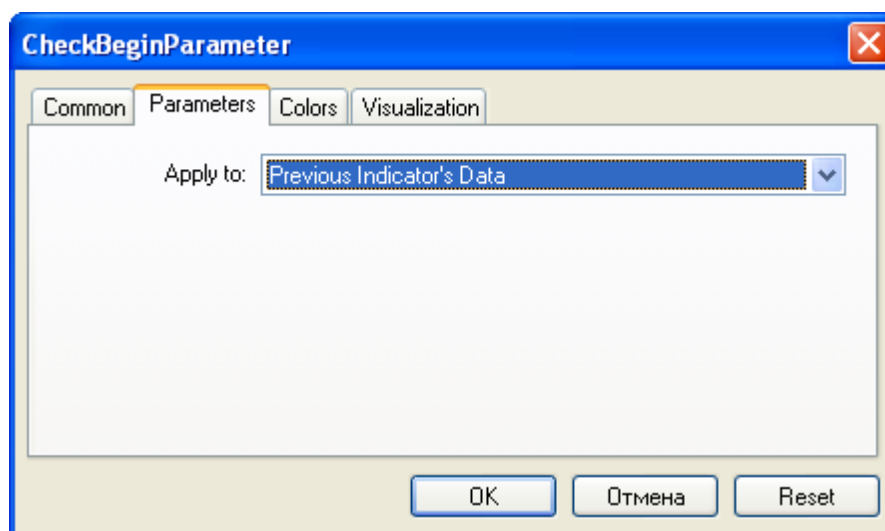 CheckBeginParameter
Common Parameters Colors Visualization
Apply to: Previous Indicator's Data
OK Отмена Reset